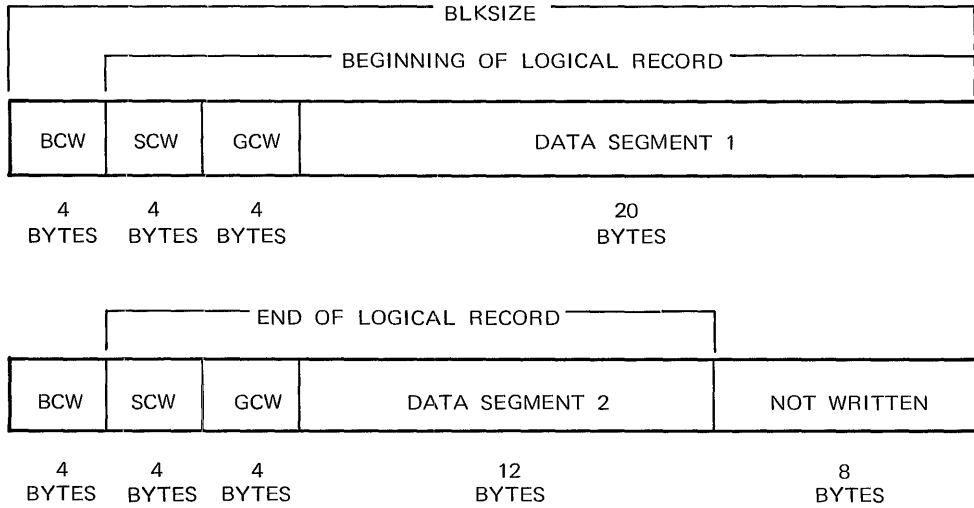 BLKSIZE
BEGINNING OF LOGICAL RECORD
BCW SCW GCW DATA SEGMENT 1
4 4 4 20
BYTES BYTES BYTES BYTES
END OF LOGICAL RECORD
BCW SCW GCW DATA SEGMENT 2 NOT WRITTEN
4 4 4 12 8
BYTES BYTES BYTES BYTES BYTES